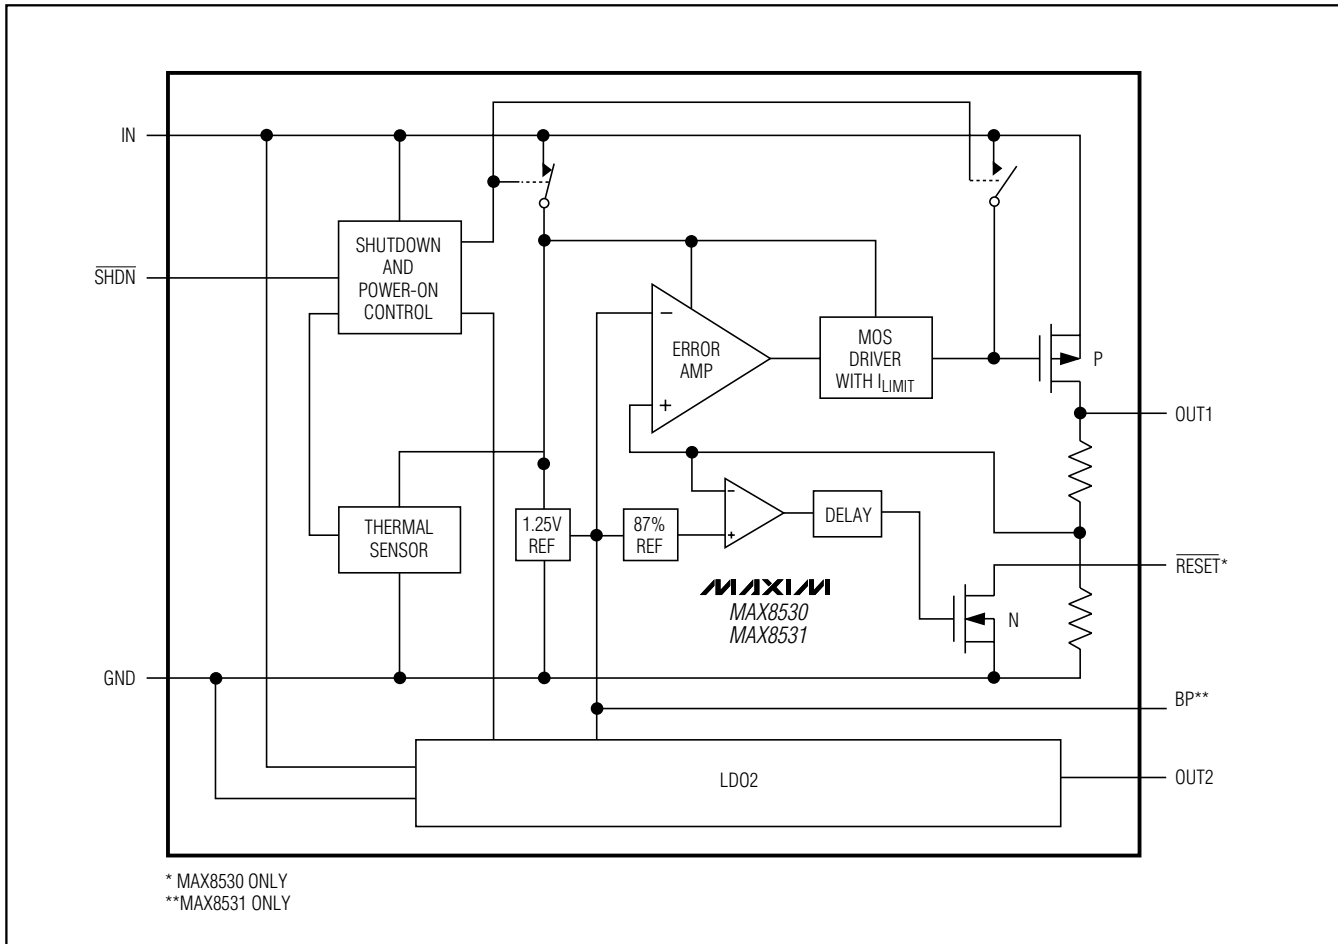 IN
SHDN
SHUTDOWN
AND
POWER-ON
CONTROL
−
ERROR
AMP
+
MOS
DRIVER
WITH ILIMIT
P
OUT1
THERMAL
SENSOR
1.25V
REF
87%
REF
−
+
DELAY
RESET*
MAXIM
MAX8530
MAX8531
N
GND
BP**
LDO2
OUT2
* MAX8530 ONLY
**MAX8531 ONLY